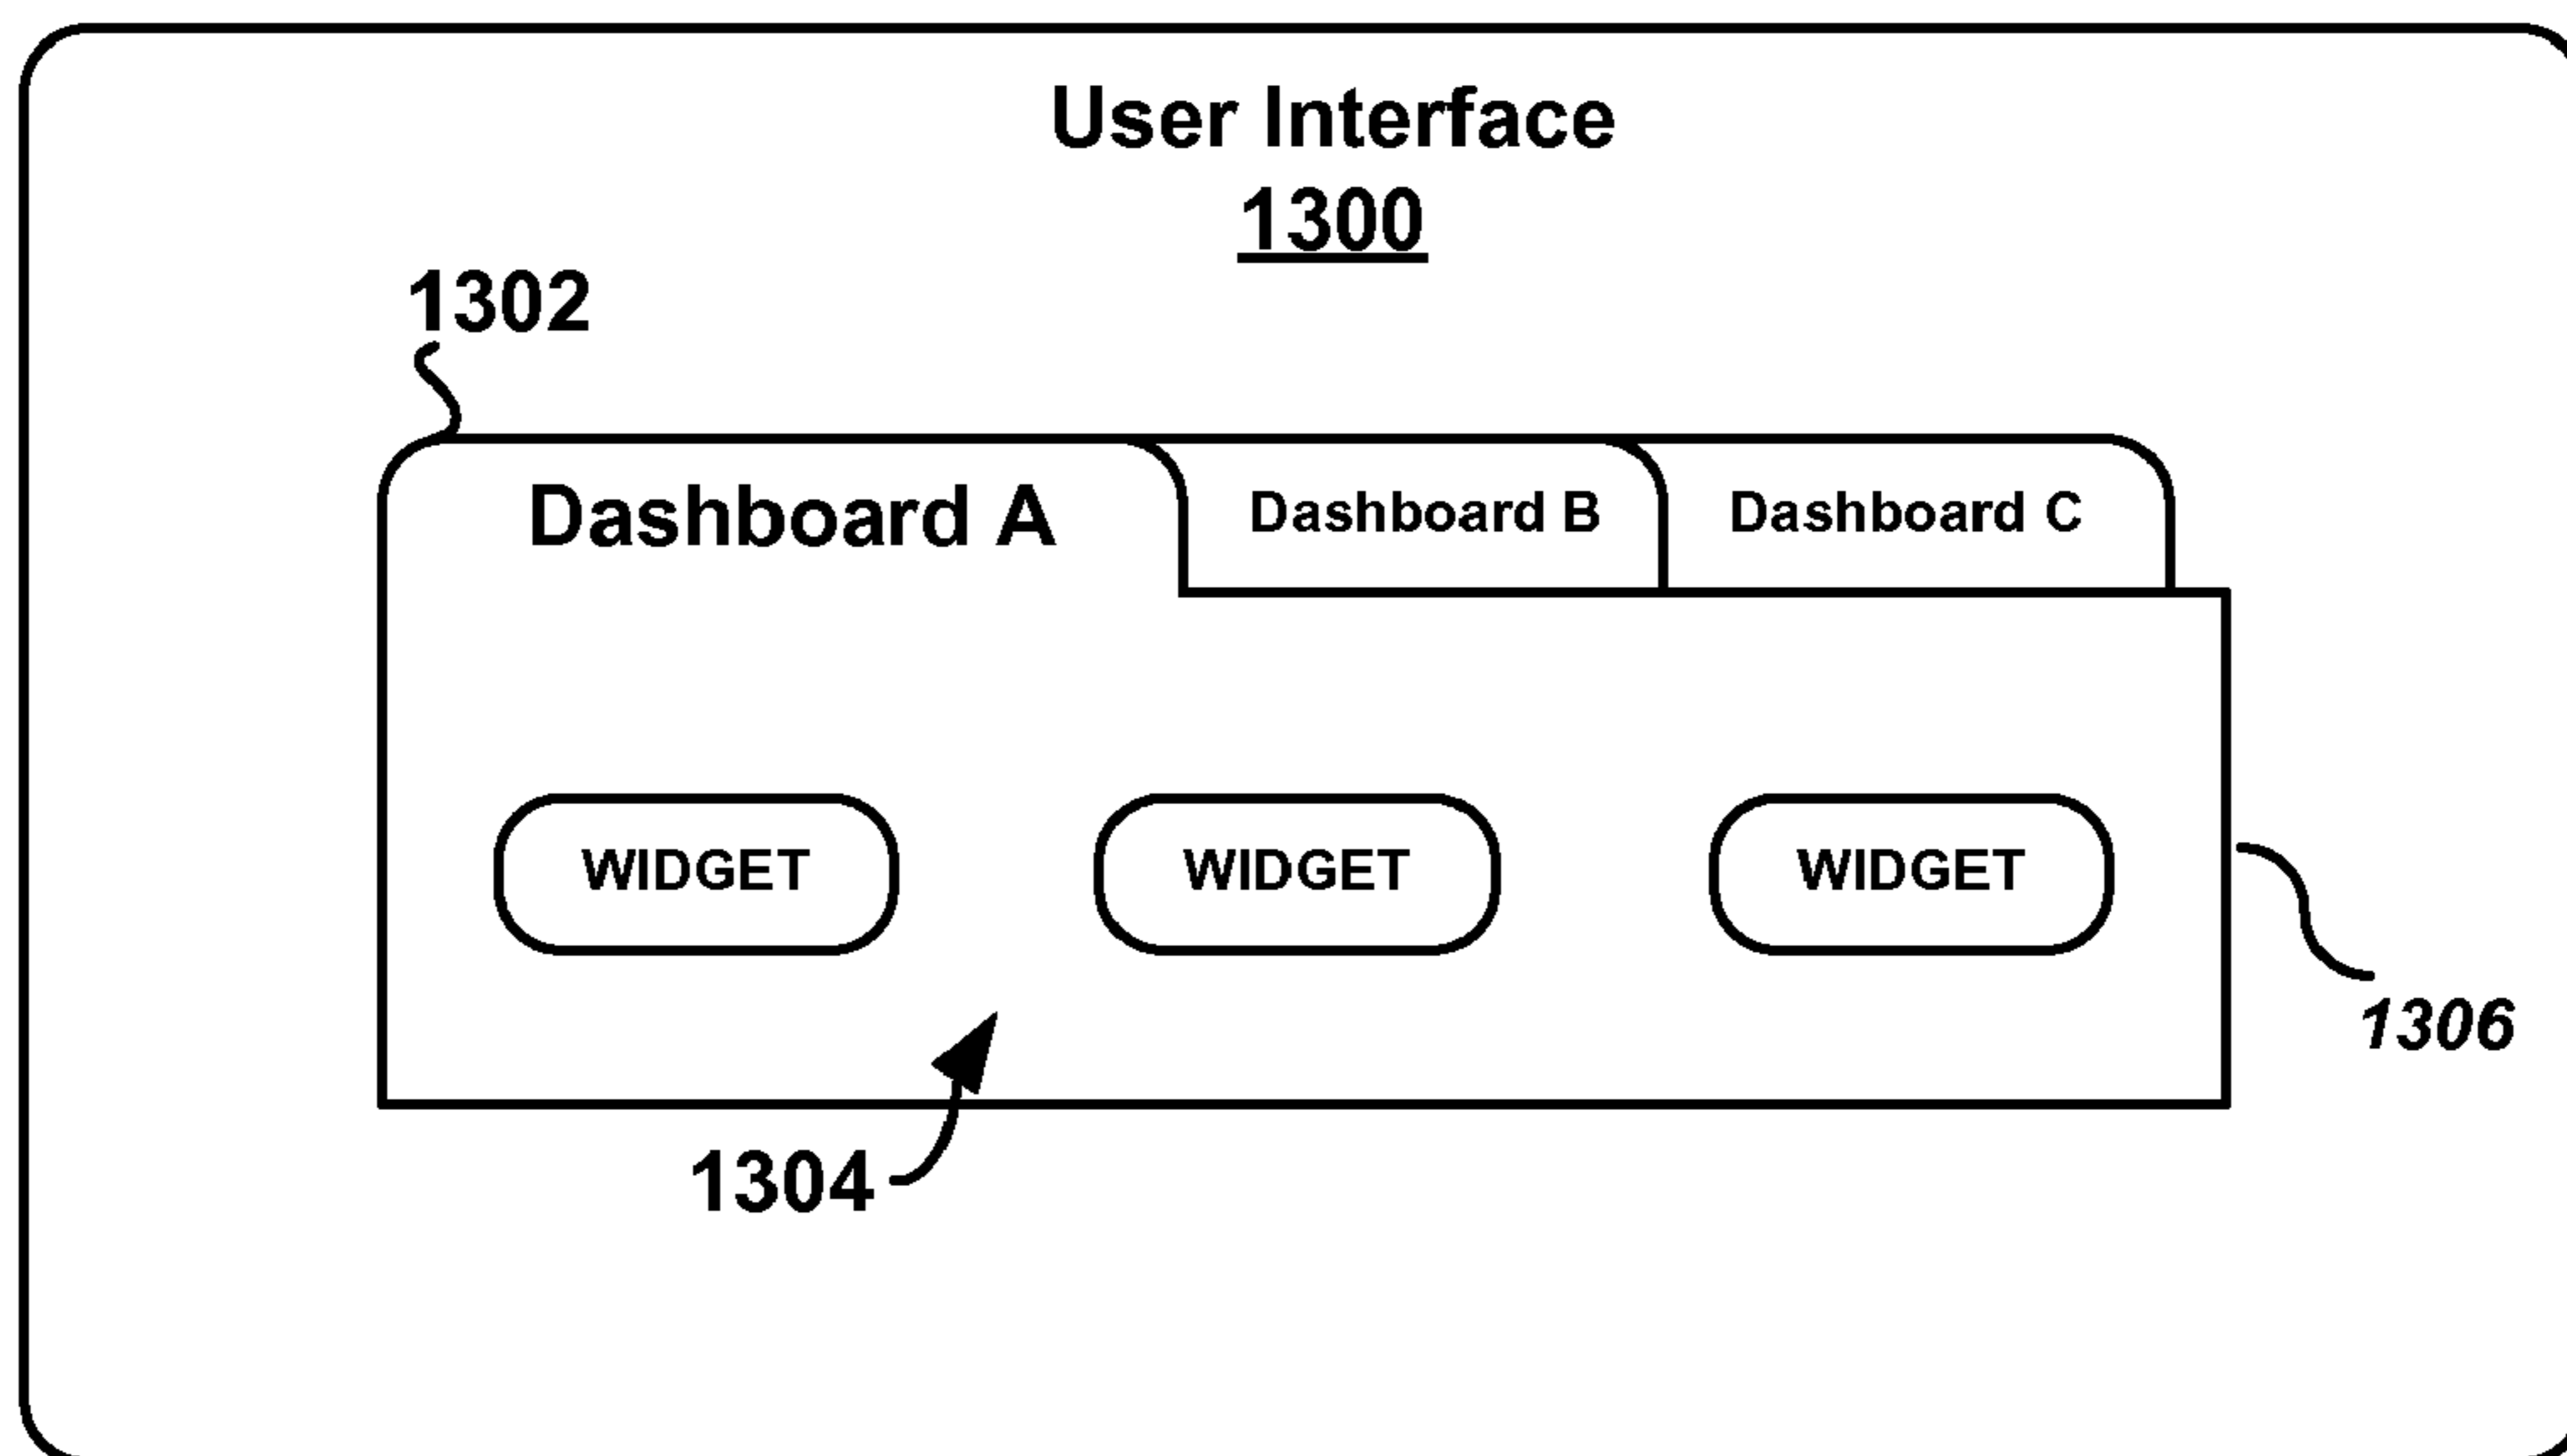 User Interface
1300
1302
Dashboard A Dashboard B Dashboard C
WIDGET WIDGET WIDGET
1306
1304